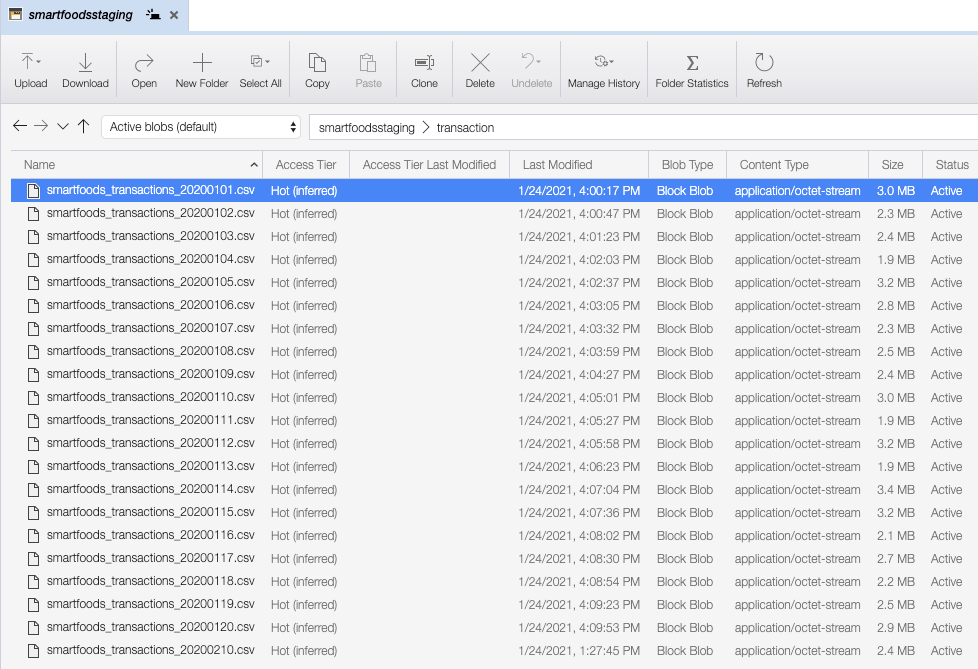 smartfoodsstaging
Upload Download Open New Folder Select All Copy Paste Clone Delete Undelete Manage History Folder Statistics Refresh
Active blobs (default) smartfoodsstaging transaction
Name Access Tier Access Tier Last Modified Last Modified Blob Type Content Type Size Status
smartfoods_transactions_20200101.csv Hot (inferred) 1/24/2021, 4:00:17 PM Block Blob application/octet-stream 3.0 MB Active
smartfoods_transactions_20200102.csv Hot (inferred) 1/24/2021, 4:00:47 PM Block Blob application/octet-stream 2.3 MB Active
smartfoods_transactions_20200103.csv Hot (inferred) 1/24/2021, 4:01:23 PM Block Blob application/octet-stream 2.4 MB Active
smartfoods_transactions_20200104.csv Hot (inferred) 1/24/2021, 4:02:03 PM Block Blob application/octet-stream 1.9 MB Active
smartfoods_transactions_20200105.csv Hot (inferred) 1/24/2021, 4:02:37 PM Block Blob application/octet-stream 3.2 MB Active
smartfoods_transactions_20200106.csv Hot (inferred) 1/24/2021, 4:03:05 PM Block Blob application/octet-stream 2.8 MB Active
smartfoods_transactions_20200107.csv Hot (inferred) 1/24/2021, 4:03:32 PM Block Blob application/octet-stream 2.3 MB Active
smartfoods_transactions_20200108.csv Hot (inferred) 1/24/2021, 4:03:59 PM Block Blob application/octet-stream 2.5 MB Active
smartfoods_transactions_20200109.csv Hot (inferred) 1/24/2021, 4:04:27 PM Block Blob application/octet-stream 2.4 MB Active
smartfoods_transactions_20200110.csv Hot (inferred) 1/24/2021, 4:05:01 PM Block Blob application/octet-stream 3.0 MB Active
smartfoods_transactions_20200111.csv Hot (inferred) 1/24/2021, 4:05:27 PM Block Blob application/octet-stream 1.9 MB Active
smartfoods_transactions_20200112.csv Hot (inferred) 1/24/2021, 4:05:58 PM Block Blob application/octet-stream 3.2 MB Active
smartfoods_transactions_20200113.csv Hot (inferred) 1/24/2021, 4:06:23 PM Block Blob application/octet-stream 1.9 MB Active
smartfoods_transactions_20200114.csv Hot (inferred) 1/24/2021, 4:07:04 PM Block Blob application/octet-stream 3.4 MB Active
smartfoods_transactions_20200115.csv Hot (inferred) 1/24/2021, 4:07:36 PM Block Blob application/octet-stream 3.2 MB Active
smartfoods_transactions_20200116.csv Hot (inferred) 1/24/2021, 4:08:02 PM Block Blob application/octet-stream 2.1 MB Active
smartfoods_transactions_20200117.csv Hot (inferred) 1/24/2021, 4:08:30 PM Block Blob application/octet-stream 2.7 MB Active
smartfoods_transactions_20200118.csv Hot (inferred) 1/24/2021, 4:08:54 PM Block Blob application/octet-stream 2.2 MB Active
smartfoods_transactions_20200119.csv Hot (inferred) 1/24/2021, 4:09:23 PM Block Blob application/octet-stream 2.5 MB Active
smartfoods_transactions_20200120.csv Hot (inferred) 1/24/2021, 4:09:53 PM Block Blob application/octet-stream 2.9 MB Active
smartfoods_transactions_20200210.csv Hot (inferred) 1/24/2021, 1:27:45 PM Block Blob application/octet-stream 2.4 MB Active